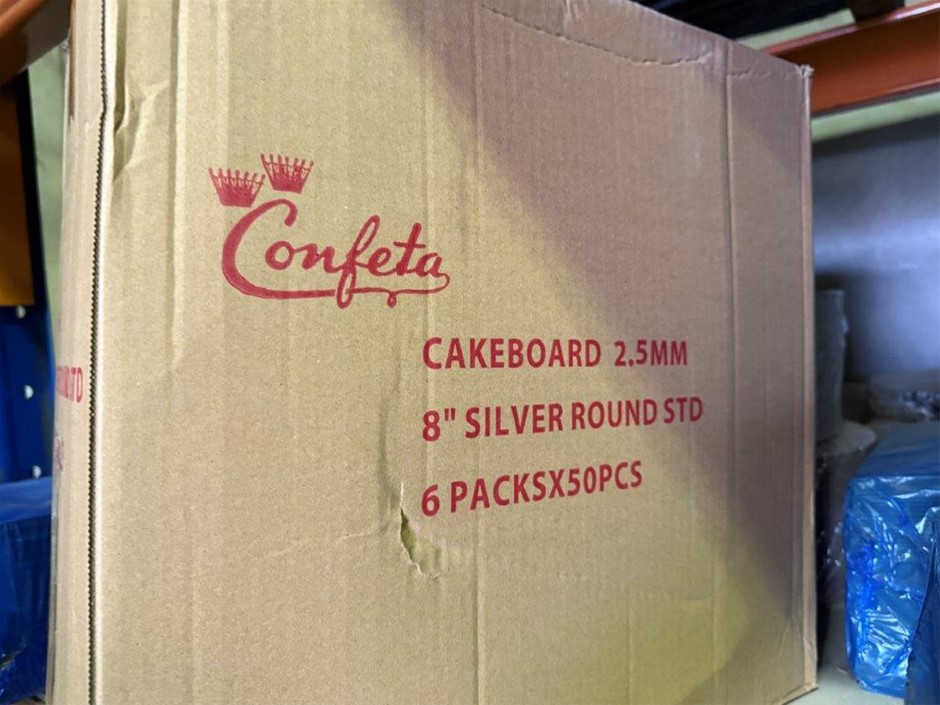 Confeta
CAKEBOARD 2.5MM
8" SILVER ROUND STD
6 PACKSX50PCS